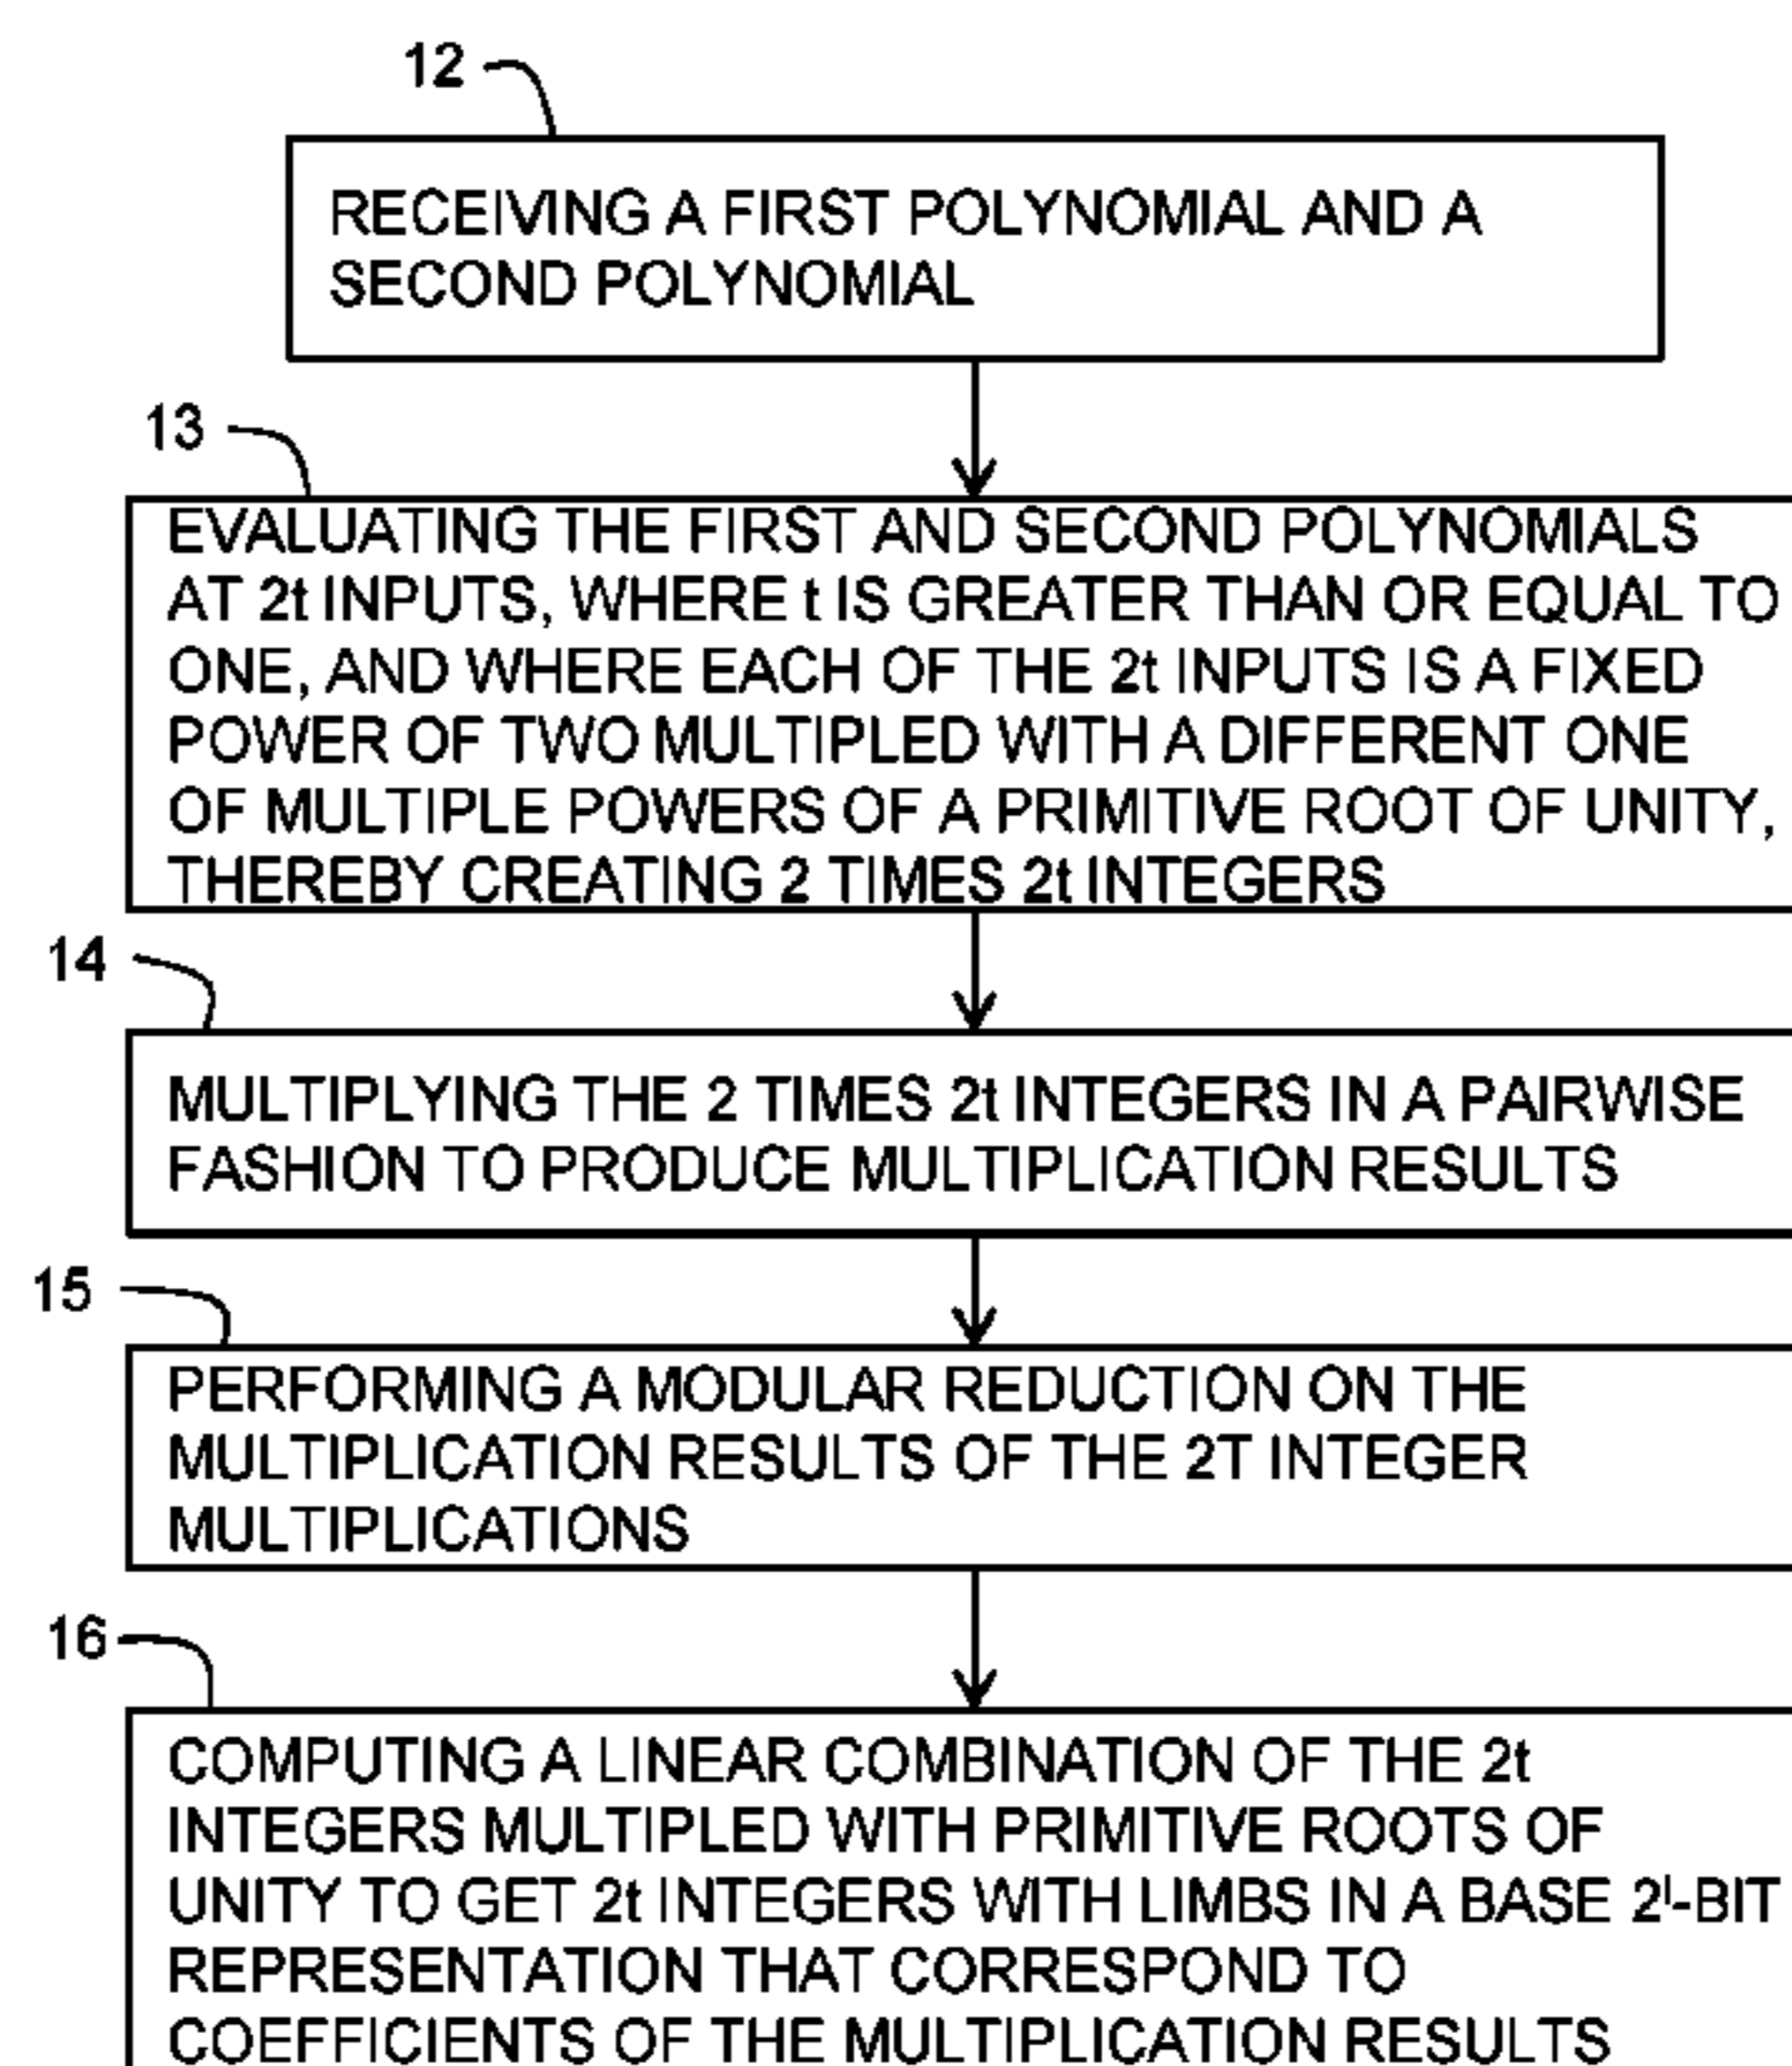 12
RECEIVING A FIRST POLYNOMIAL AND A
SECOND POLYNOMIAL
13
EVALUATING THE FIRST AND SECOND POLYNOMIALS
AT 2t INPUTS, WHERE t IS GREATER THAN OR EQUAL TO
ONE, AND WHERE EACH OF THE 2t INPUTS IS A FIXED
POWER OF TWO MULTIPLED WITH A DIFFERENT ONE
OF MULTIPLE POWERS OF A PRIMITIVE ROOT OF UNITY,
THEREBY CREATING 2 TIMES 2t INTEGERS
14
MULTIPLYING THE 2 TIMES 2t INTEGERS IN A PAIRWISE
FASHION TO PRODUCE MULTIPLICATION RESULTS
15
PERFORMING A MODULAR REDUCTION ON THE
MULTIPLICATION RESULTS OF THE 2T INTEGER
MULTIPLICATIONS
16
COMPUTING A LINEAR COMBINATION OF THE 2t
INTEGERS MULTIPLED WITH PRIMITIVE ROOTS OF
UNITY TO GET 2t INTEGERS WITH LIMBS IN A BASE 2ˡ-BIT
REPRESENTATION THAT CORRESPOND TO
COEFFICIENTS OF THE MULTIPLICATION RESULTS